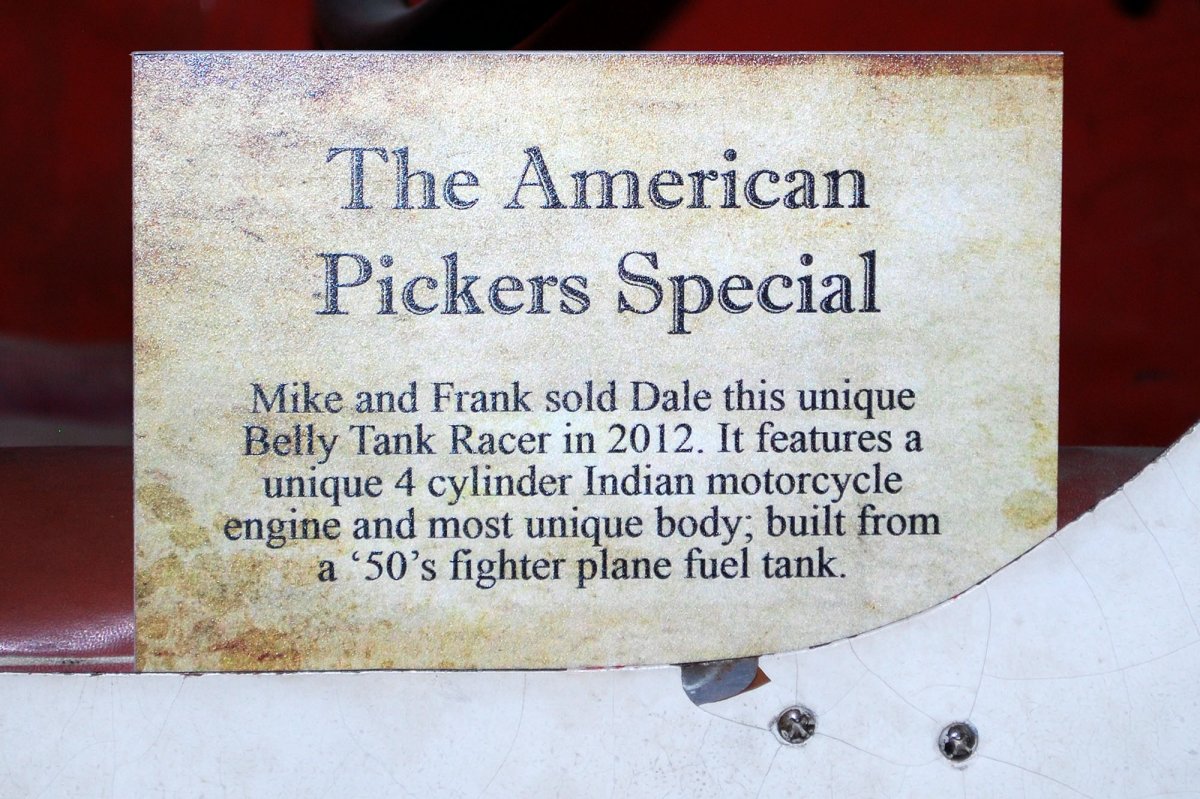 The American
Pickers Special
Mike and Frank sold Dale this unique
Belly Tank Racer in 2012. It features a
unique 4 cylinder Indian motorcycle
engine and most unique body; built from
a ‘50’s fighter plane fuel tank.